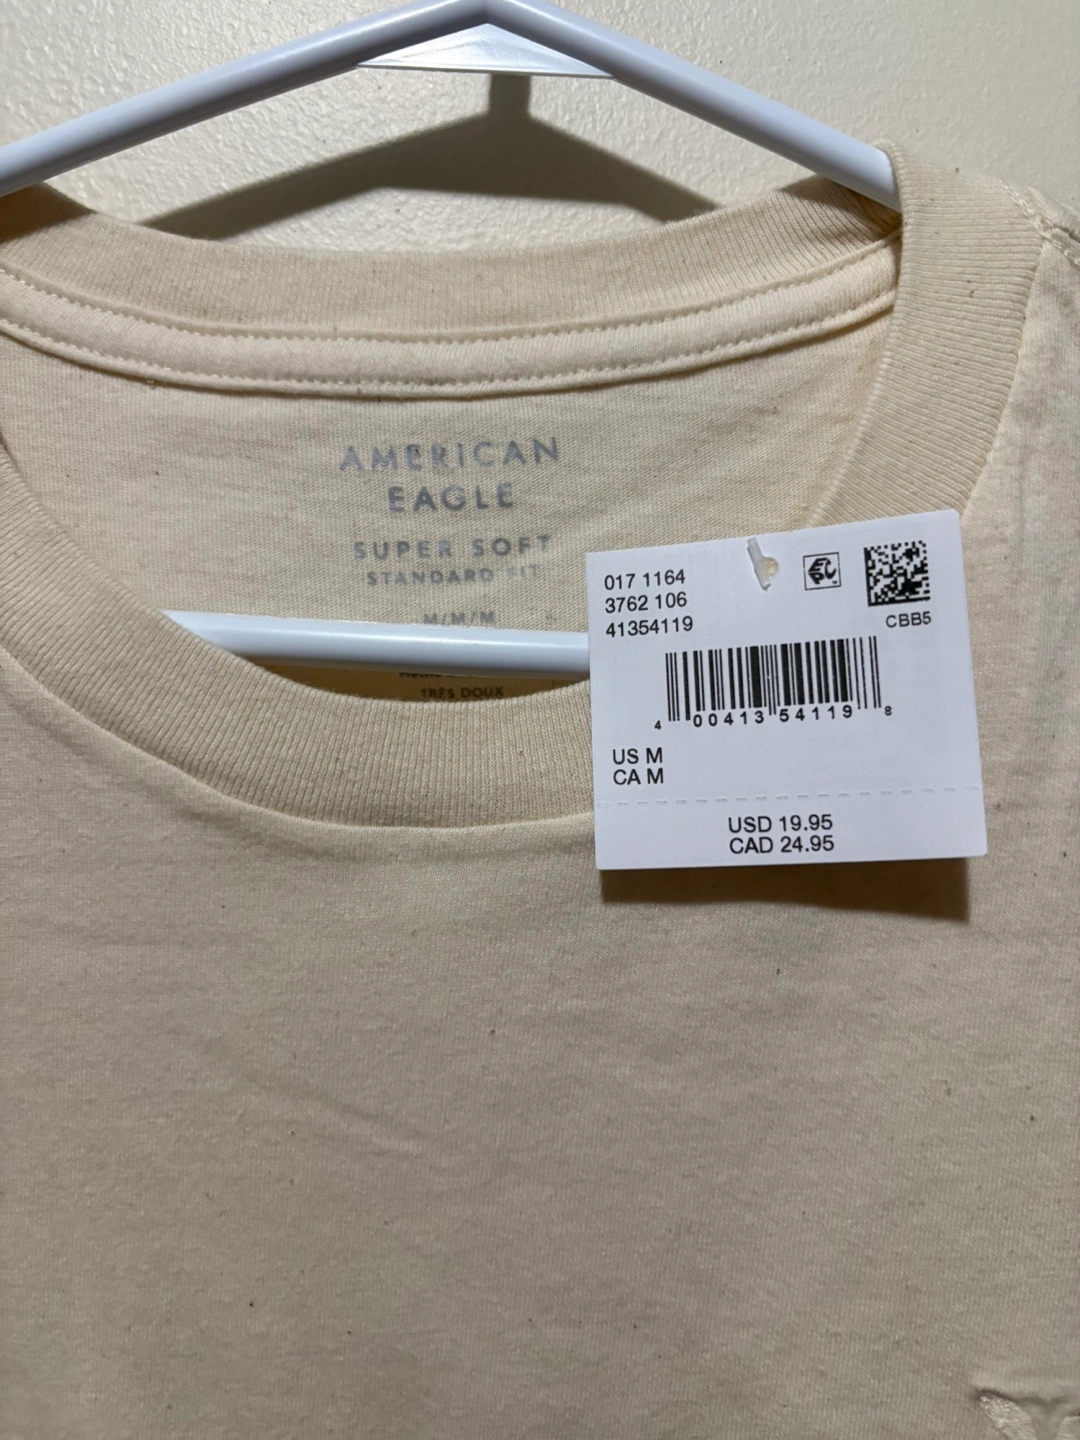 AMERICAN
EAGLE
SUPER SOFT
STANDARD FIT
M/M/M
TRÈS DOUX
017 1164
3762 106
41354119
CBB5
4 00413 54119 8
US M
CA M
USD 19.95
CAD 24.95